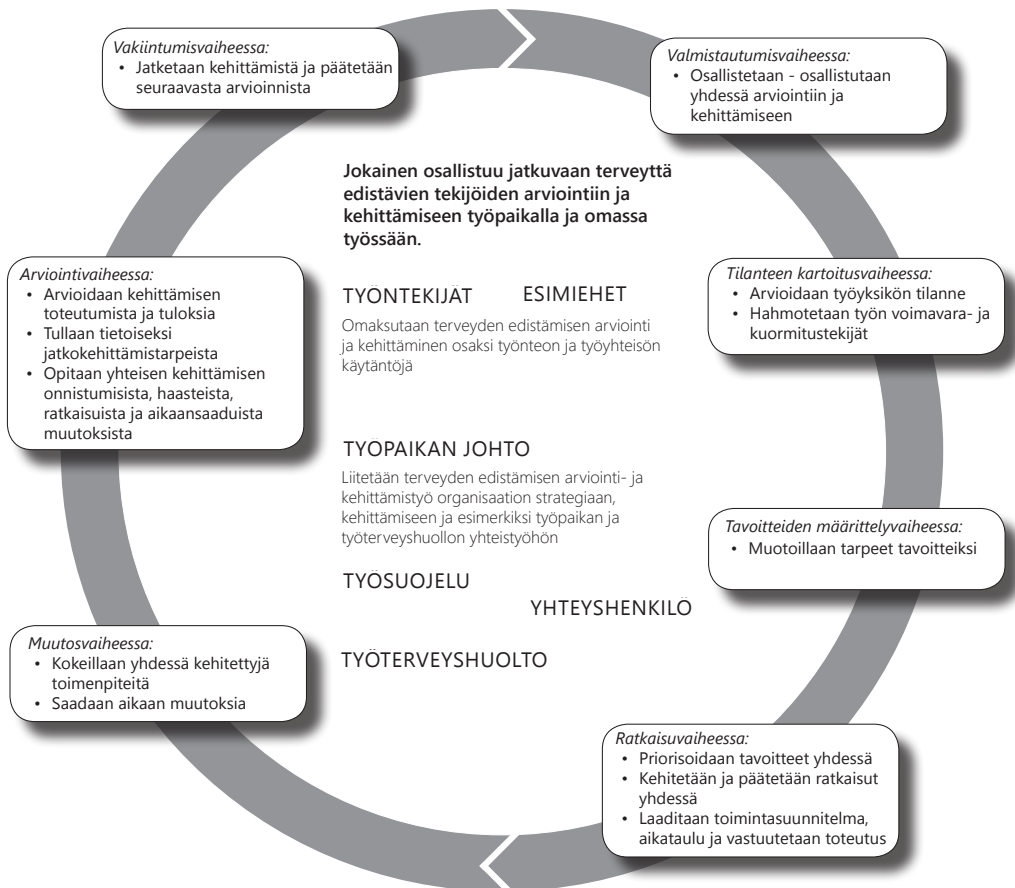 Vakiintumisvaiheessa:
• Jatketaan kehittämistä ja päätetään
seuraavasta arvioinnista
Valmistautumisvaiheessa:
• Osallistetaan - osallistutaan
yhdessä arviointiin ja
kehittämiseen
Jokainen osallistuu jatkuvaan terveyttä
edistävien tekijöiden arviointiin ja
kehittämiseen työpaikalla ja omassa
työssään.
Arviointivaiheessa:
• Arvioidaan kehittämisen
toteutumista ja tuloksia
• Tullaan tietoiseksi
jatkokehittämistarpeista
• Opitaan yhteisen kehittämisen
onnistumisista, haasteista,
ratkaisuista ja aikaansaaduista
muutoksista
TYÖNTEKIJÄT ESIMIEHET
Omaksutaan terveyden edistämisen arviointi
ja kehittäminen osaksi työnteon ja työyhteisön
käytäntöjä
Tilanteen kartoitusvaiheessa:
• Arvioidaan työyksikön tilanne
• Hahmotetaan työn voimavara- ja
kuormitustekijät
TYÖPAIKAN JOHTO
Liitetään terveyden edistämisen arviointi- ja
kehittämistyö organisaation strategiaan,
kehittämiseen ja esimerkiksi työpaikan ja
työterveyshuollon yhteistyöhön
Tavoitteiden määrittelyvaiheessa:
• Muotoillaan tarpeet tavoitteiksi
TYÖSUOJELU
YHTEYSHENKILÖ
TYÖTERVEYSHUOLTO
Muutosvaiheessa:
• Kokeillaan yhdessä kehitettyjä
toimenpiteitä
• Saadaan aikaan muutoksia
Ratkaisuvaiheessa:
• Priorisoidaan tavoitteet yhdessä
• Kehitetään ja päätetään ratkaisut
yhdessä
• Laaditaan toimintasuunnitelma,
aikataulu ja vastuutetaan toteutus